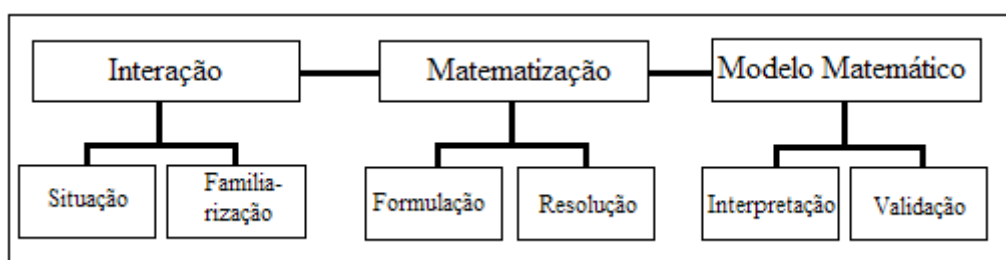 Interação
Matematização
Modelo Matemático
Situação
Familia-
rização
Formulação
Resolução
Interpretação
Validação